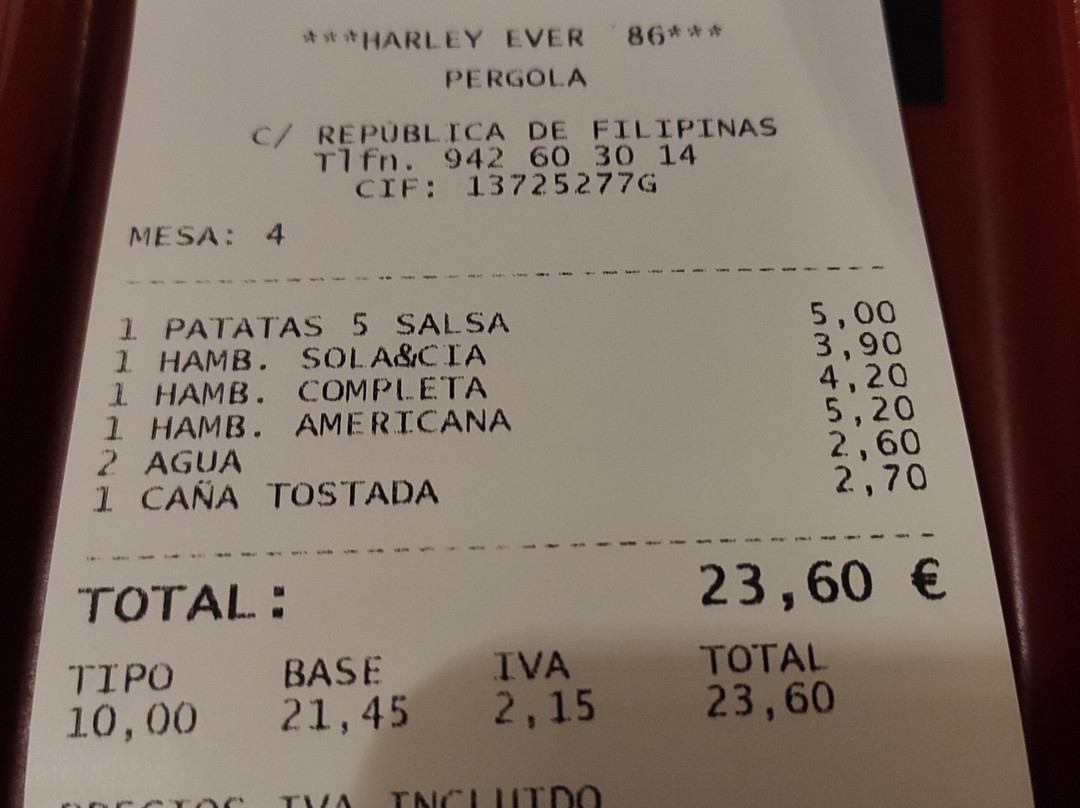 ***HARLEY EVER ´86***
PERGOLA
C/ REPÚBLICA DE FILIPINAS
Tlfn. 942 60 30 14
CIF: 13725277G
MESA: 4
1 PATATAS 5 SALSA 5,00
1 HAMB. SOLA&CIA 3,90
1 HAMB. COMPLETA 4,20
1 HAMB. AMERICANA 5,20
2 AGUA 2,60
1 CAÑA TOSTADA 2,70
TOTAL: 23,60 €
TIPO BASE IVA TOTAL
10,00 21,45 2,15 23,60
PRECIOS IVA INCLUIDO